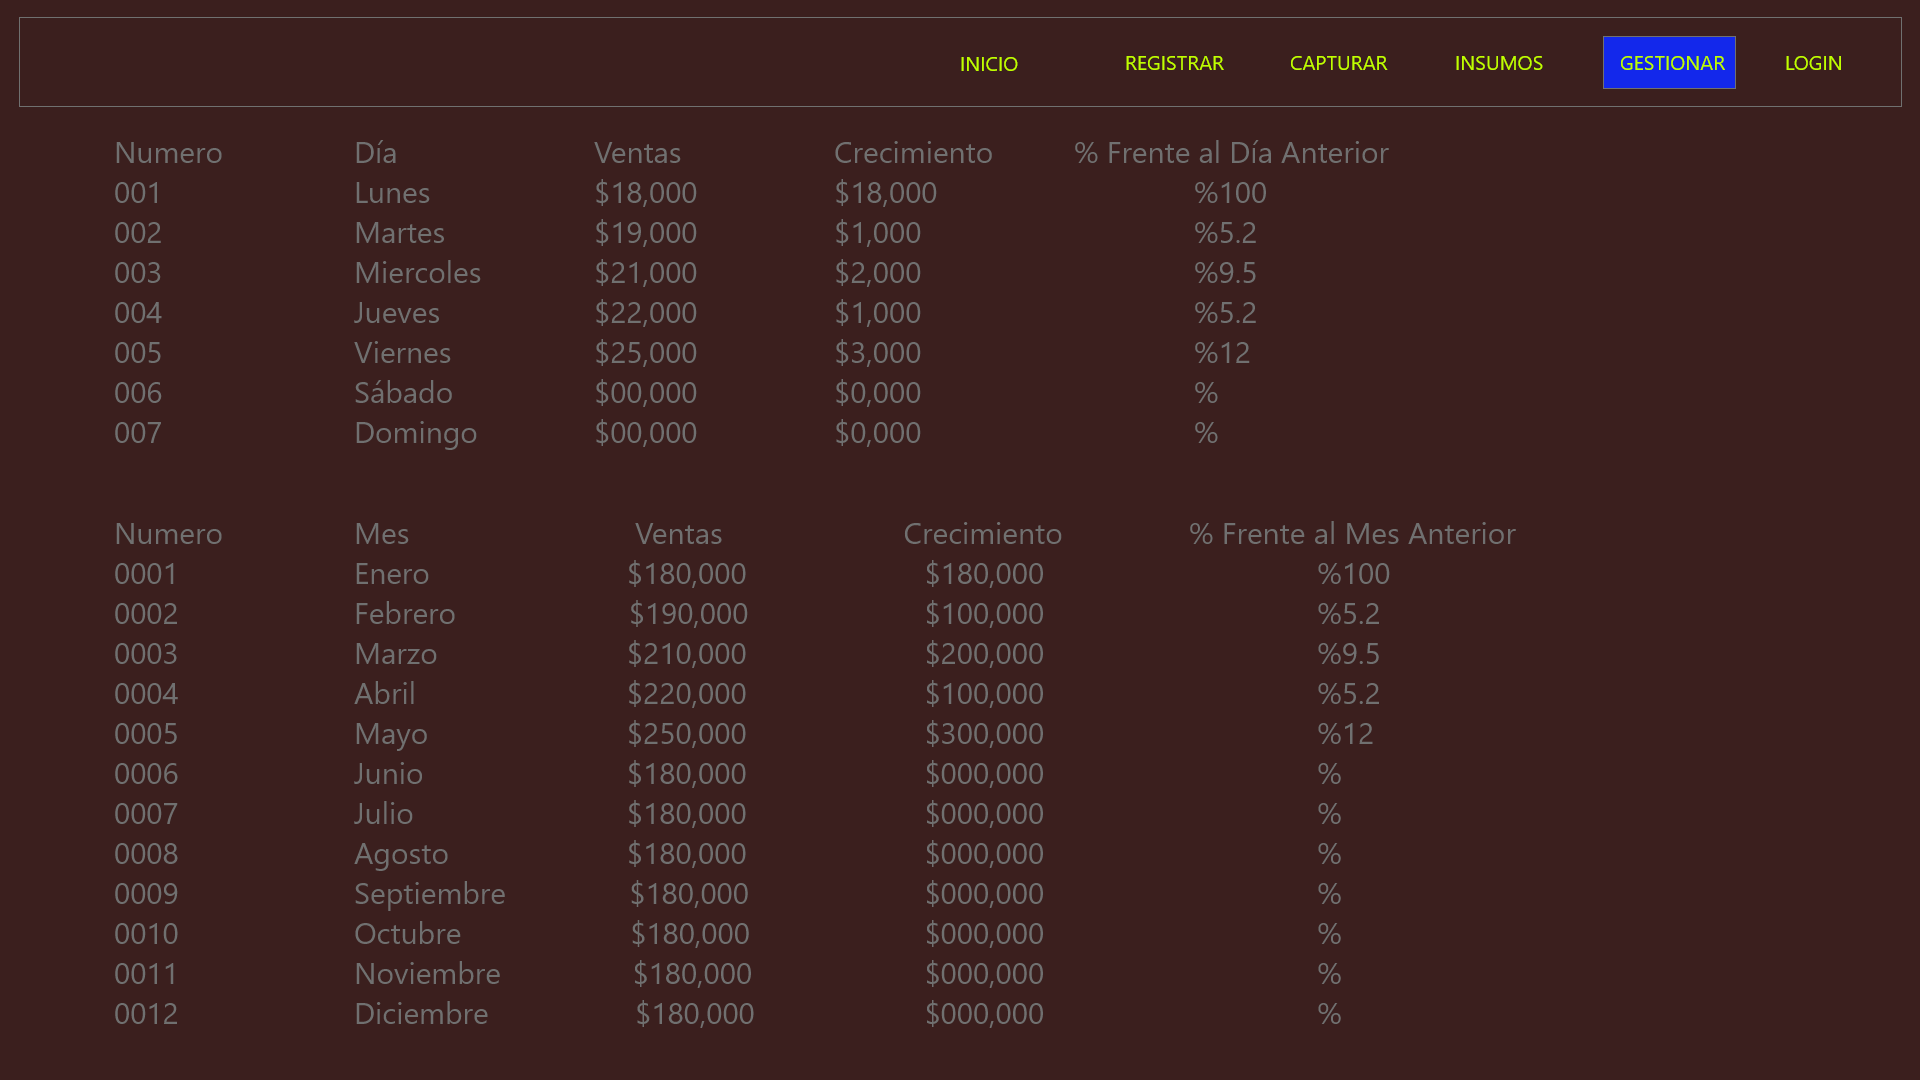 INICIO REGISTRAR CAPTURAR INSUMOS GESTIONAR LOGIN
Numero Día Ventas Crecimiento % Frente al Día Anterior
001 Lunes $18,000 $18,000 %100
002 Martes $19,000 $1,000 %5.2
003 Miercoles $21,000 $2,000 %9.5
004 Jueves $22,000 $1,000 %5.2
005 Viernes $25,000 $3,000 %12
006 Sábado $00,000 $0,000 %
007 Domingo $00,000 $0,000 %
Numero Mes Ventas Crecimiento % Frente al Mes Anterior
0001 Enero $180,000 $180,000 %100
0002 Febrero $190,000 $100,000 %5.2
0003 Marzo $210,000 $200,000 %9.5
0004 Abril $220,000 $100,000 %5.2
0005 Mayo $250,000 $300,000 %12
0006 Junio $180,000 $000,000 %
0007 Julio $180,000 $000,000 %
0008 Agosto $180,000 $000,000 %
0009 Septiembre $180,000 $000,000 %
0010 Octubre $180,000 $000,000 %
0011 Noviembre $180,000 $000,000 %
0012 Diciembre $180,000 $000,000 %